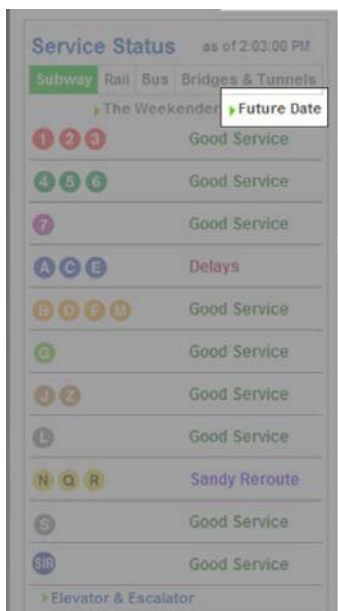 Service Status as of 2:03:00 PM
Subway Rail Bus Bridges & Tunnels
The Weekender Future Date
1 2 3 Good Service
4 5 6 Good Service
7 Good Service
A C E Delays
B D F M Good Service
G Good Service
J Z Good Service
L Good Service
N Q R Sandy Reroute
S Good Service
SIR Good Service
Elevator & Escalator